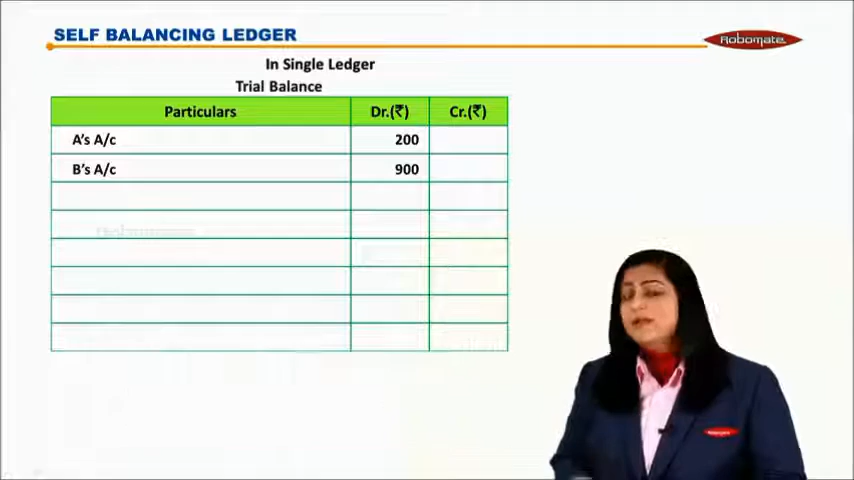 SELF BALANCING LEDGER
Robomate
In Single Ledger
Trial Balance
Particulars Dr.(₹) Cr.(₹)
A's A/c 200
B's A/c 900